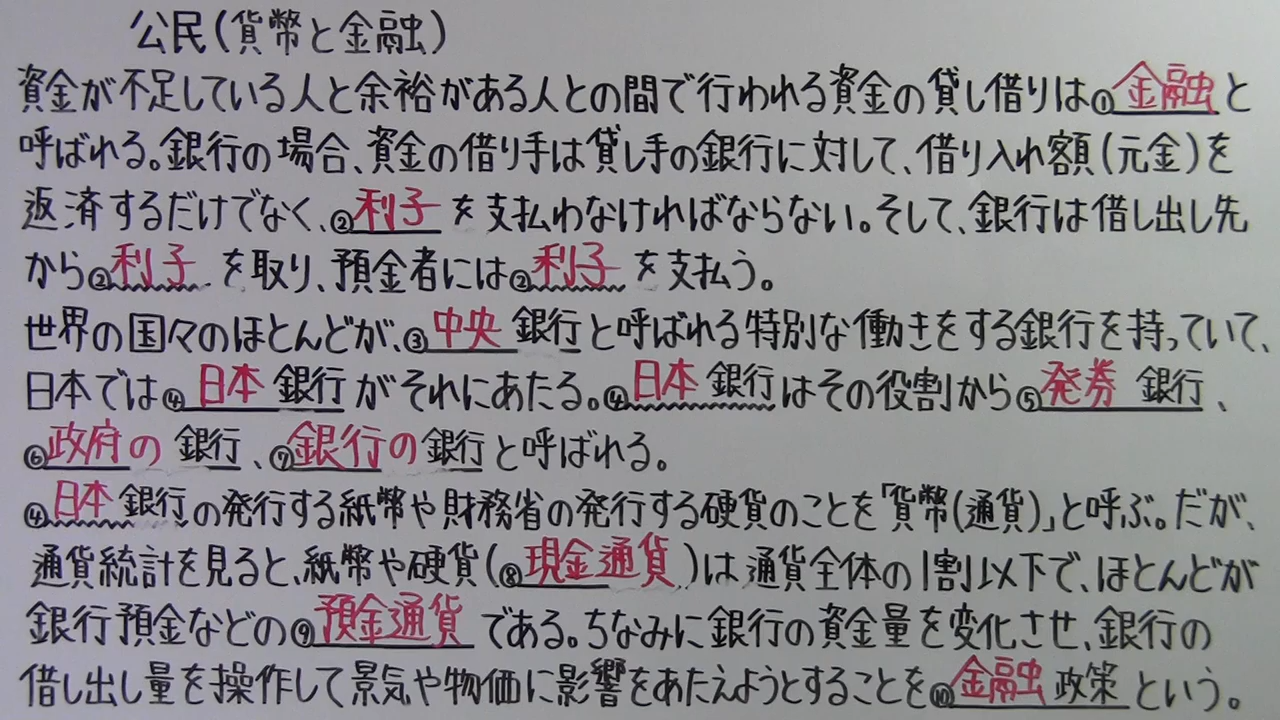 公民(貨幣と金融)
資金が不足している人と余裕がある人との間で行われる資金の貸し借りは①金融と
呼ばれる。銀行の場合、資金の借り手は貸し手の銀行に対して、借り入れ額(元金)を
返済するだけでなく、②利子を支払わなければならない。そして、銀行は借し出し先
から②利子を取り、預金者には②利子を支払う。
世界の国々のほとんどが、③中央銀行と呼ばれる特別な働きをする銀行を持っていて、
日本では④日本銀行がそれにあたる。④日本銀行はその役割から⑤発券銀行、
⑥政府の銀行、⑦銀行の銀行と呼ばれる。
④日本銀行の発行する紙幣や財務省の発行する硬貨のことを「貨幣(通貨)」と呼ぶ。だが、
通貨統計を見ると、紙幣や硬貨(⑧現金通貨)は通貨全体の1割以下で、ほとんどが
銀行預金などの⑨預金通貨である。ちなみに銀行の資金量を変化させ、銀行の
借し出し量を操作して景気や物価に影響をあたえようとすることを⑩金融政策という。